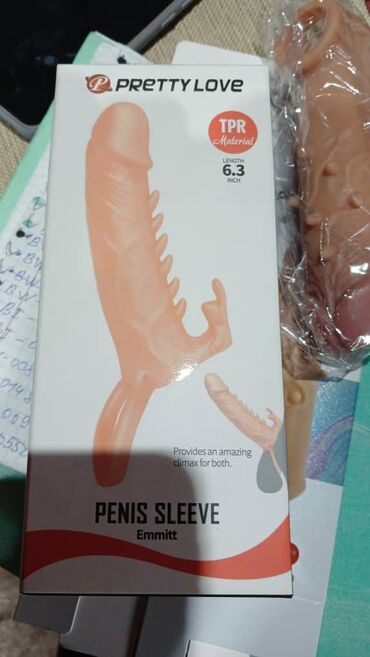 PRETTY LOVE
TPR
Material
LENGTH
6.3
INCH
Provides an amazing
climax for both.
PENIS SLEEVE
Emmitt